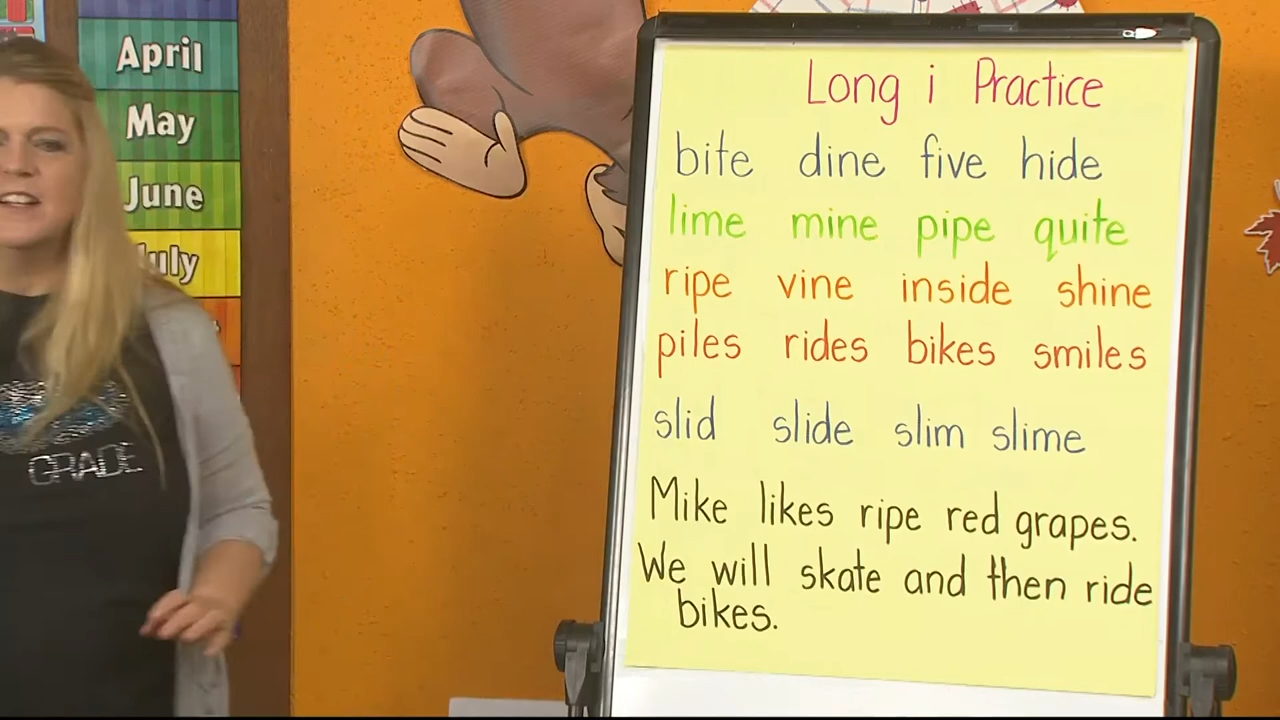 April
May
June
July
GRADE
Long i Practice
bite dine five hide
lime mine pipe quite
ripe vine inside shine
piles rides bikes smiles
slid slide slim slime
Mike likes ripe red grapes.
We will skate and then ride
bikes.